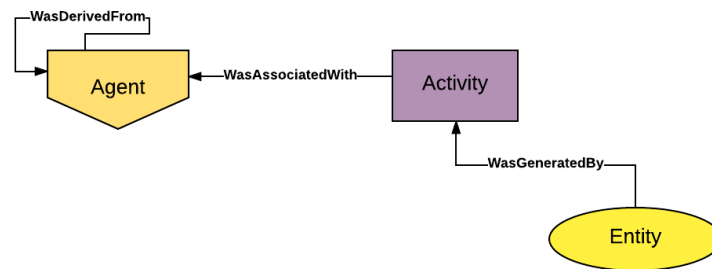 WasDerivedFrom
Agent
WasAssociatedWith
Activity
WasGeneratedBy
Entity